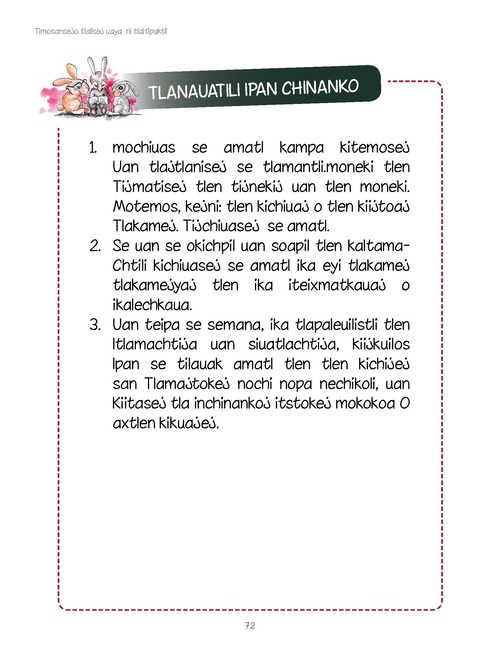 Timosansejo tlalisej uaya ni tlaltipaktli
TLANAUATILI IPAN CHINANKO
1. mochiuas se amatl kampa kitemosej
Uan tlajtlanisej se tlamantli.moneki tlen
Tijmatisej tlen tijnekij uan tlen moneki.
Motemos, kejni: tlen kichiuaj o tlen kiijtoaj
Tlakamej. Tijchiuasej se amatl.
2. Se uan se okichpil uan soapil tlen kaltama-
Chtili kichiuasej se amatl ika eyi tlakamej
tlakamejyaj tlen ika iteixmatkauaj o
ikalechkaua.
3. Uan teipa se semana, ika tlapaleuilistli tlen
Itlamachtija uan siuatlachtija, kiijkuilos
Ipan se tilauak amatl tlen tlen kichijej
san Tlamajtokej nochi nopa nechikoli, uan
Kiitasej tla inchinankoj itstokej mokokoa O
axtlen kikuajej.
72